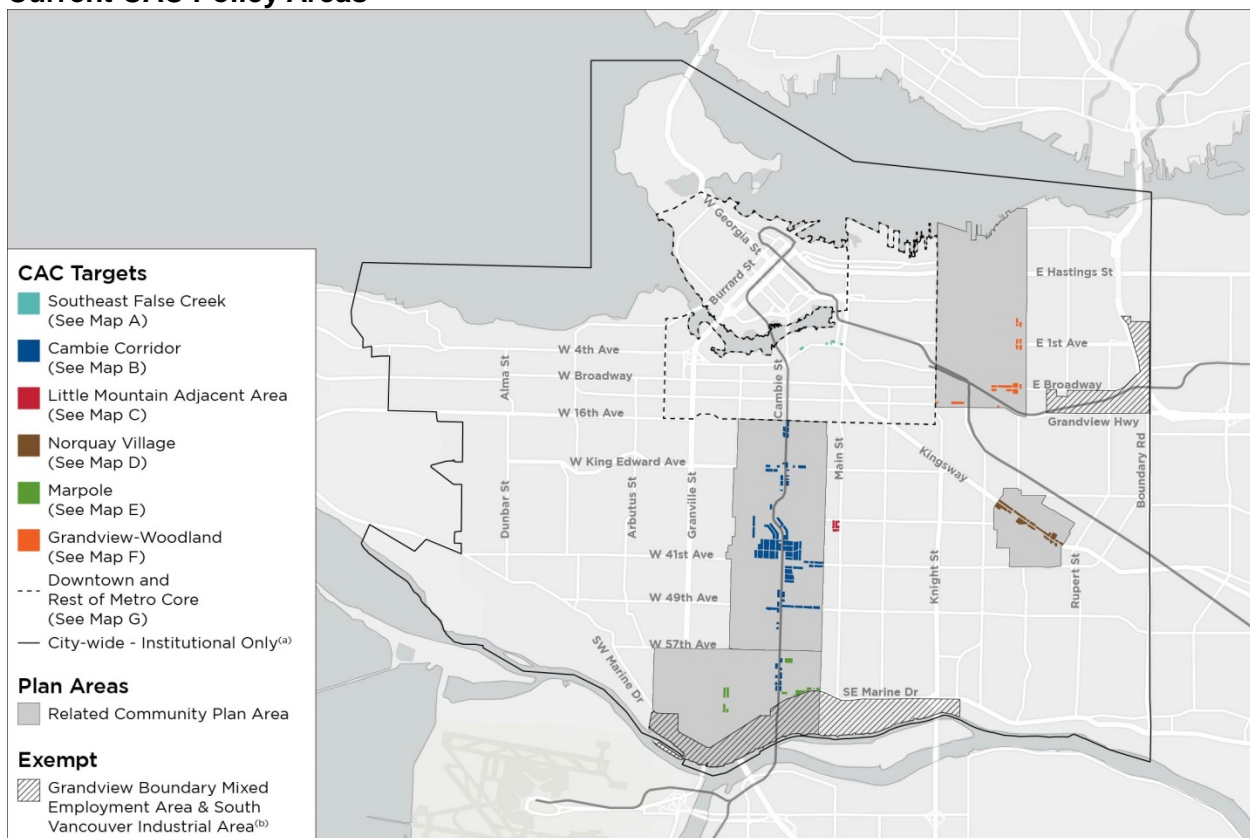 Current CAC Policy Areas
CAC Targets
Southeast False Creek
(See Map A)
Cambie Corridor
(See Map B)
Little Mountain Adjacent Area
(See Map C)
Norquay Village
(See Map D)
Marpole
(See Map E)
Grandview-Woodland
(See Map F)
Downtown and
Rest of Metro Core
(See Map G)
City-wide - Institutional Only(a)
Plan Areas
Related Community Plan Area
Exempt
Grandview Boundary Mixed
Employment Area & South
Vancouver Industrial Area(b)
W Georgia St
Burrard St
E Hastings St
W 4th Ave
E 1st Ave
W Broadway
E Broadway
W 16th Ave
Grandview Hwy
Alma St
Cambie St
W King Edward Ave
Kingsway
Main St
Boundary Rd
Dunbar St
Arbutus St
Granville St
W 41st Ave
Knight St
Rupert St
W 49th Ave
W 57th Ave
SW Marine Dr
SE Marine Dr